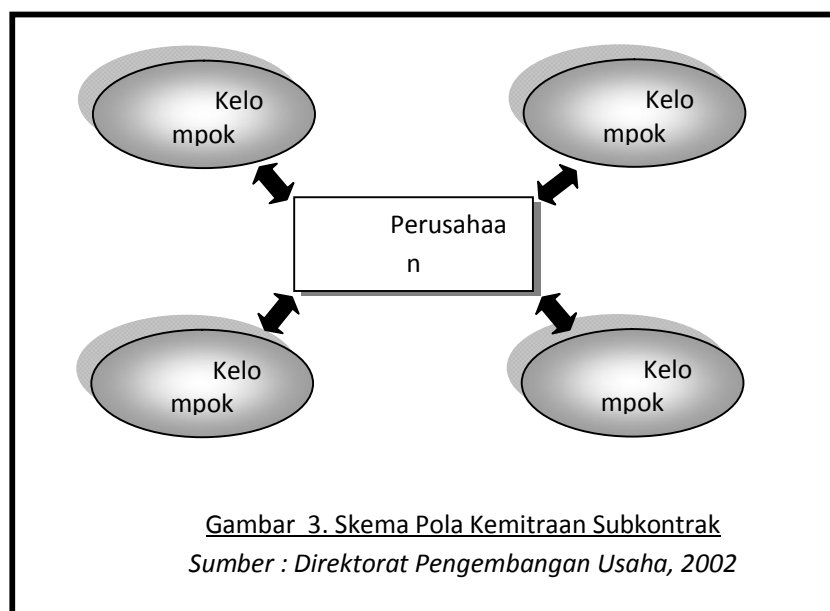 Kelo
mpok
Kelo
mpok
Perusahaa
n
Kelo
mpok
Kelo
mpok
Gambar 3. Skema Pola Kemitraan Subkontrak
Sumber : Direktorat Pengembangan Usaha, 2002